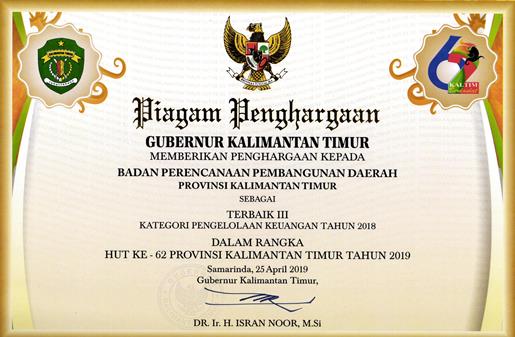 Piagam Penghargaan
GUBERNUR KALIMANTAN TIMUR
MEMBERIKAN PENGHARGAAN KEPADA
BADAN PERENCANAAN PEMBANGUNAN DAERAH
PROVINSI KALIMANTAN TIMUR
SEBAGAI
TERBAIK III
KATEGORI PENGELOLAAN KEUANGAN TAHUN 2018
DALAM RANGKA
HUT KE - 62 PROVINSI KALIMANTAN TIMUR TAHUN 2019
Samarinda, 25 April 2019
Gubernur Kalimantan Timur,
DR. Ir. H. ISRAN NOOR, M.Si
KALTIM